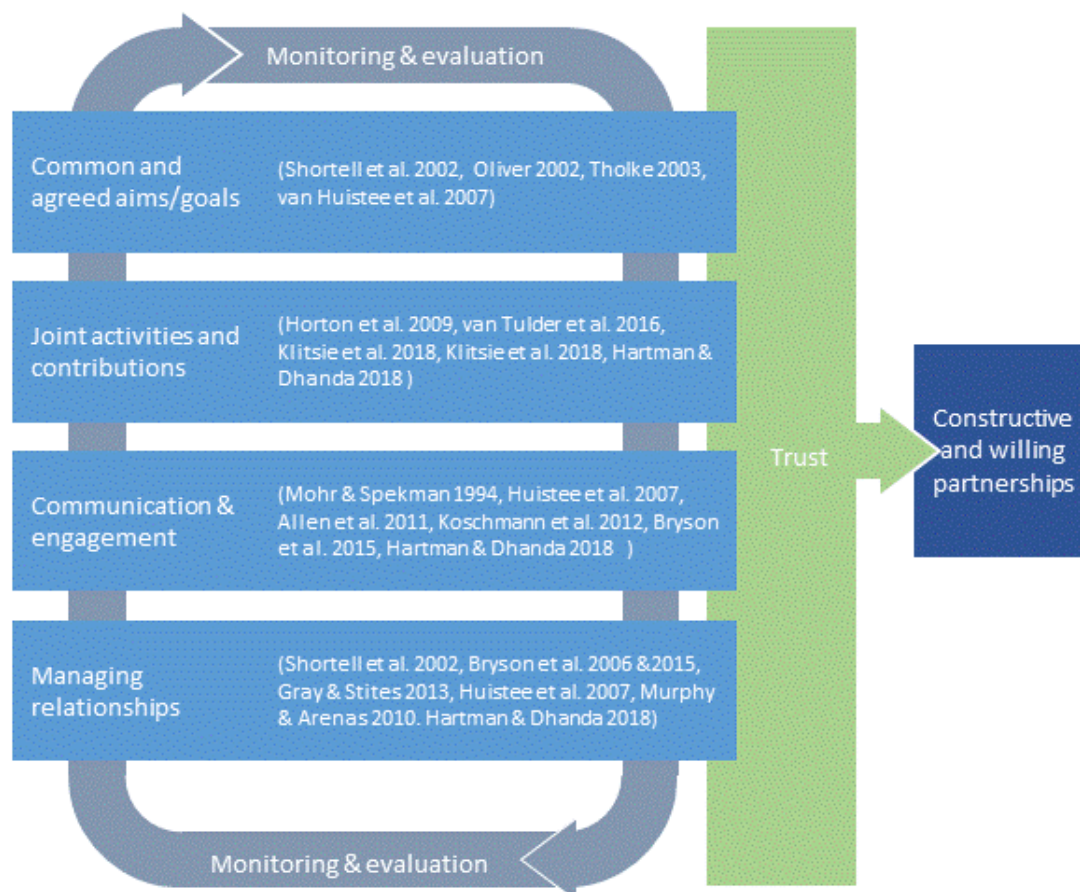 Monitoring & evaluation
Common and
agreed aims/goals
(Shortell et al. 2002, Oliver 2002, Tholke 2003,
van Huistee et al. 2007)
Joint activities and
contributions
(Horton et al. 2009, van Tulder et al. 2016,
Klitsie et al. 2018, Klitsie et al. 2018, Hartman &
Dhanda 2018 )
Communication &
engagement
(Mohr & Spekman 1994, Huistee et al. 2007,
Allen et al. 2011, Koschmann et al. 2012, Bryson
et al. 2015, Hartman & Dhanda 2018 )
Managing
relationships
(Shortell et al. 2002, Bryson et al. 2006 &2015,
Gray & Stites 2013, Huistee et al. 2007, Murphy
& Arenas 2010. Hartman & Dhanda 2018)
Monitoring & evaluation
Trust
Constructive
and willing
partnerships